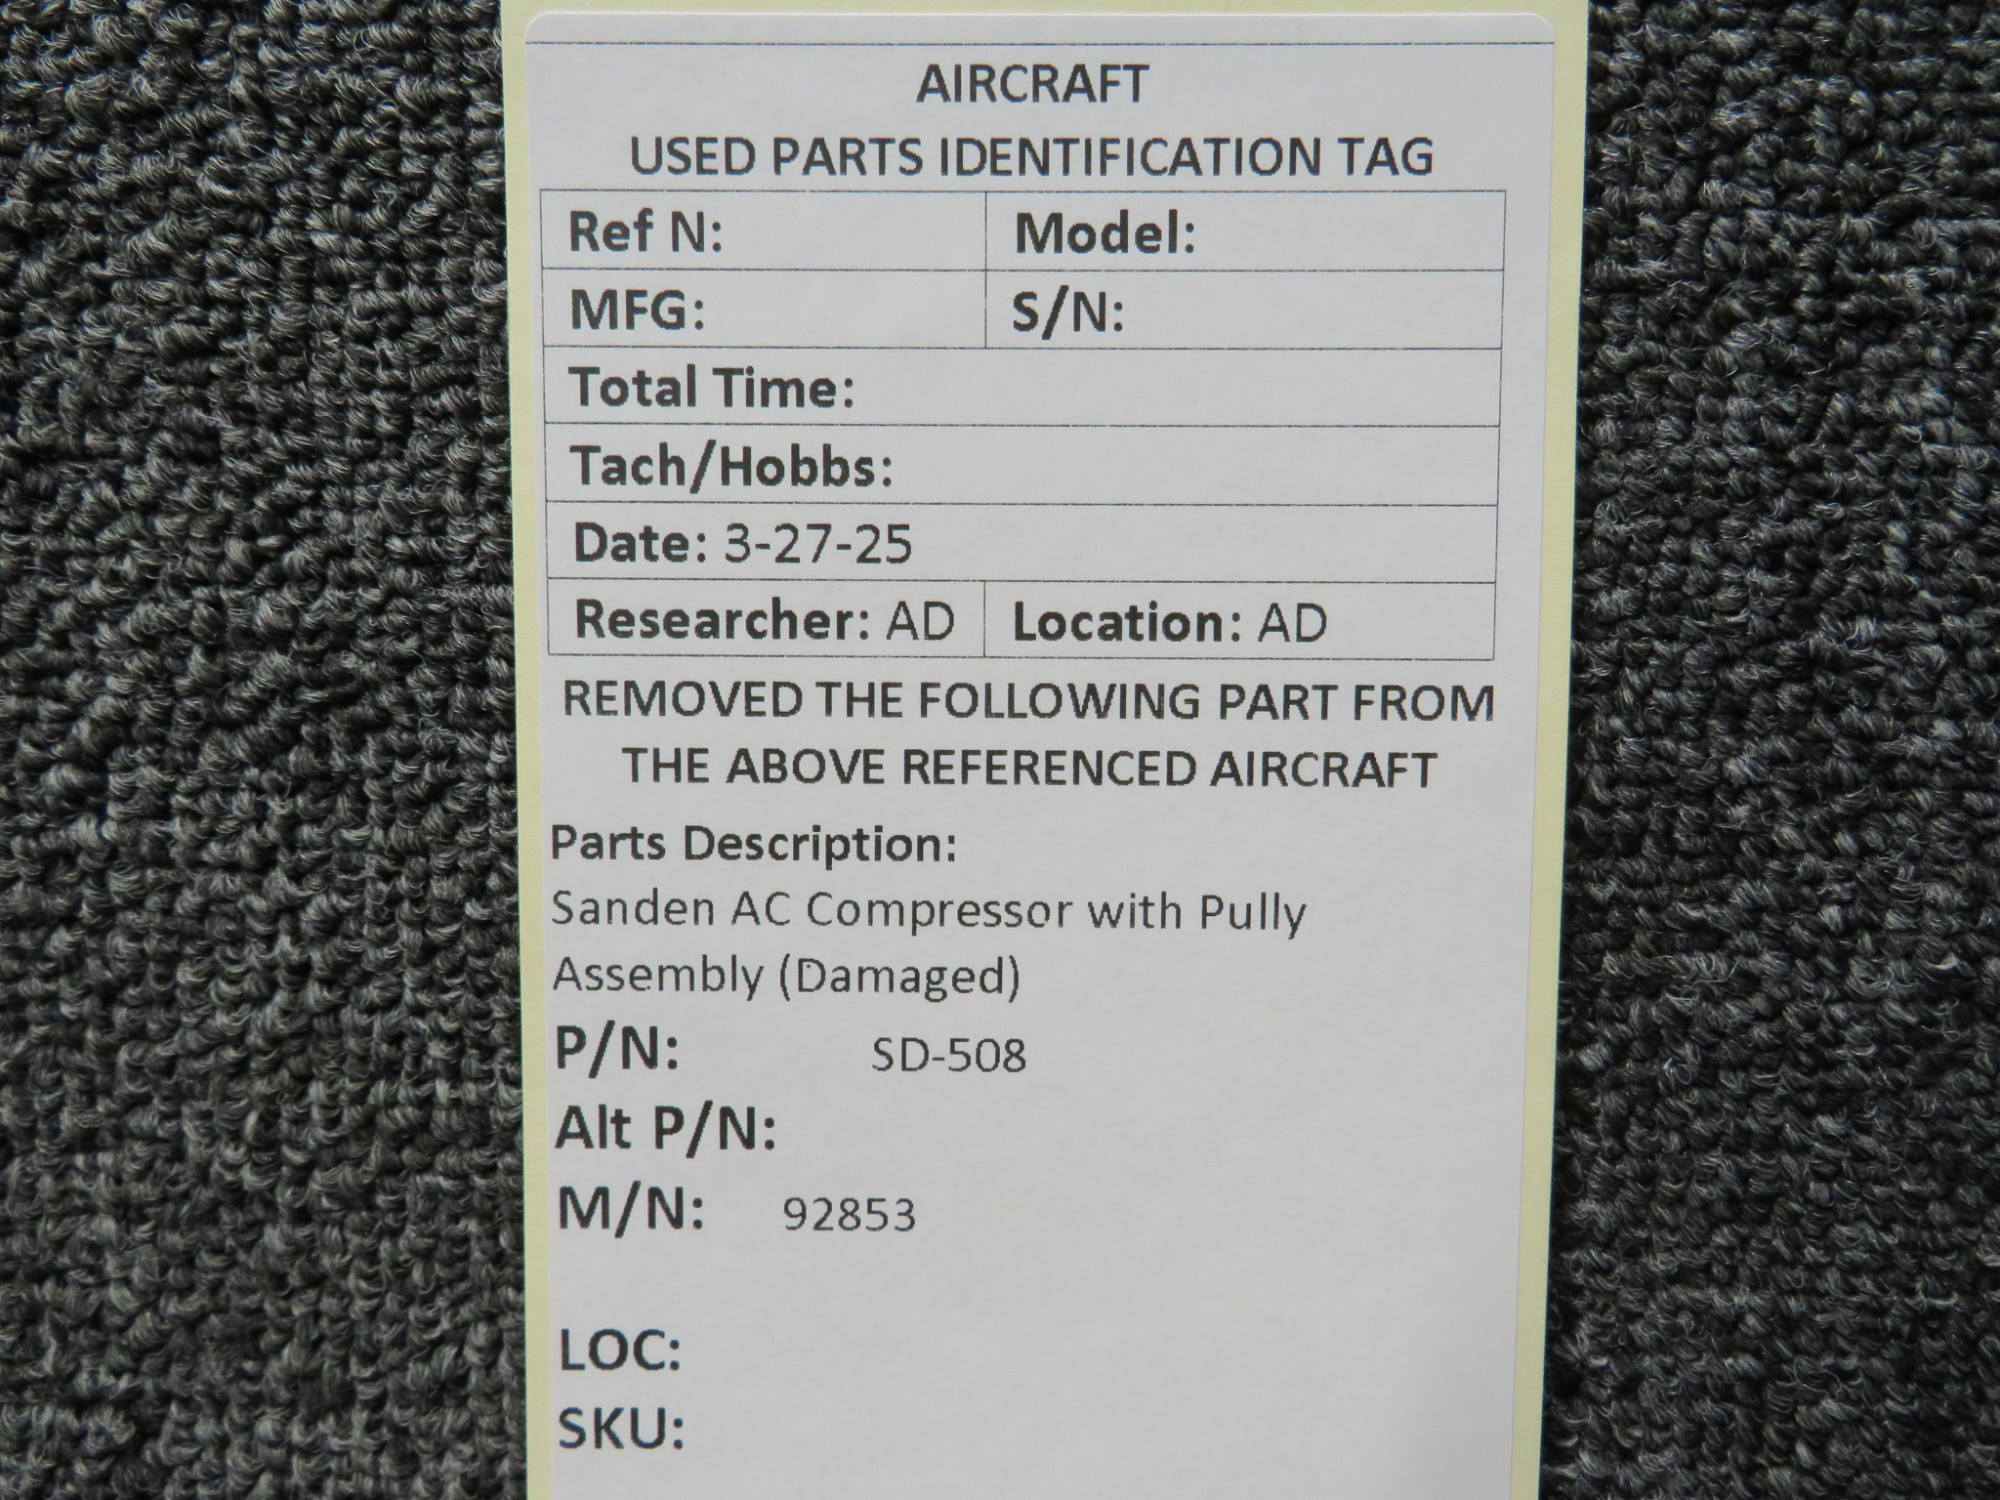 AIRCRAFT
USED PARTS IDENTIFICATION TAG
Ref N: Model:
MFG: S/N:
Total Time:
Tach/Hobbs:
Date: 3-27-25
Researcher: AD Location: AD
REMOVED THE FOLLOWING PART FROM
THE ABOVE REFERENCED AIRCRAFT
Parts Description:
Sanden AC Compressor with Pully
Assembly (Damaged)
P/N: SD-508
Alt P/N:
M/N: 92853
LOC:
SKU: